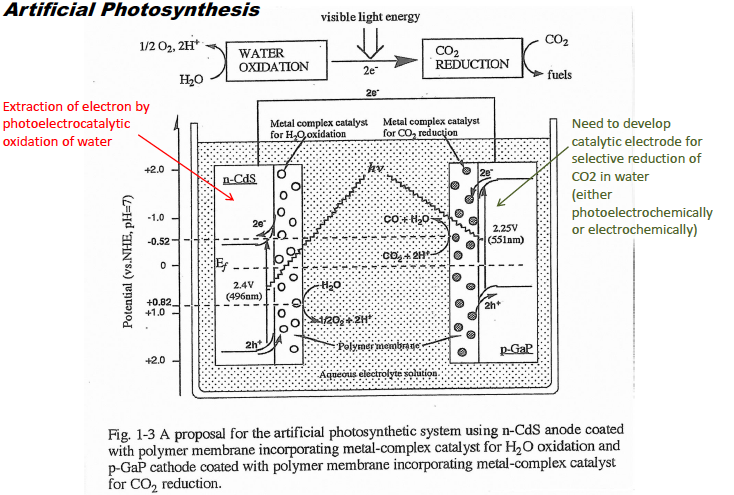 Artificial Photosynthesis
visible light energy
1/2 O₂, 2H⁺
H₂O
WATER
OXIDATION
2e⁻
CO₂
REDUCTION
CO₂
fuels
2e⁻
Extraction of electron by
photoelectrocatalytic
oxidation of water
Metal complex catalyst
for H₂O oxidation
Metal complex catalyst
for CO₂ reduction
Need to develop
catalytic electrode for
selective reduction of
CO2 in water
(either
photoelectrochemically
or electrochemically)
Potential (vs.NHE, pH=7)
+2.0
-1.0
-0.52
0
+0.82
+1.0
+2.0
n-CdS
2e⁻
Ef
2.4V
(496nm)
2h⁺
hν
CO + H₂O
CO₂ + 2H⁺
H₂O
1/2O₂ + 2H⁺
Polymer membrane
Aqueous electrolyte solution
2e⁻
2.25V
(551nm)
2h⁺
p-GaP
Fig. 1-3 A proposal for the artificial photosynthetic system using n-CdS anode coated
with polymer membrane incorporating metal-complex catalyst for H₂O oxidation and
p-GaP cathode coated with polymer membrane incorporating metal-complex catalyst
for CO₂ reduction.